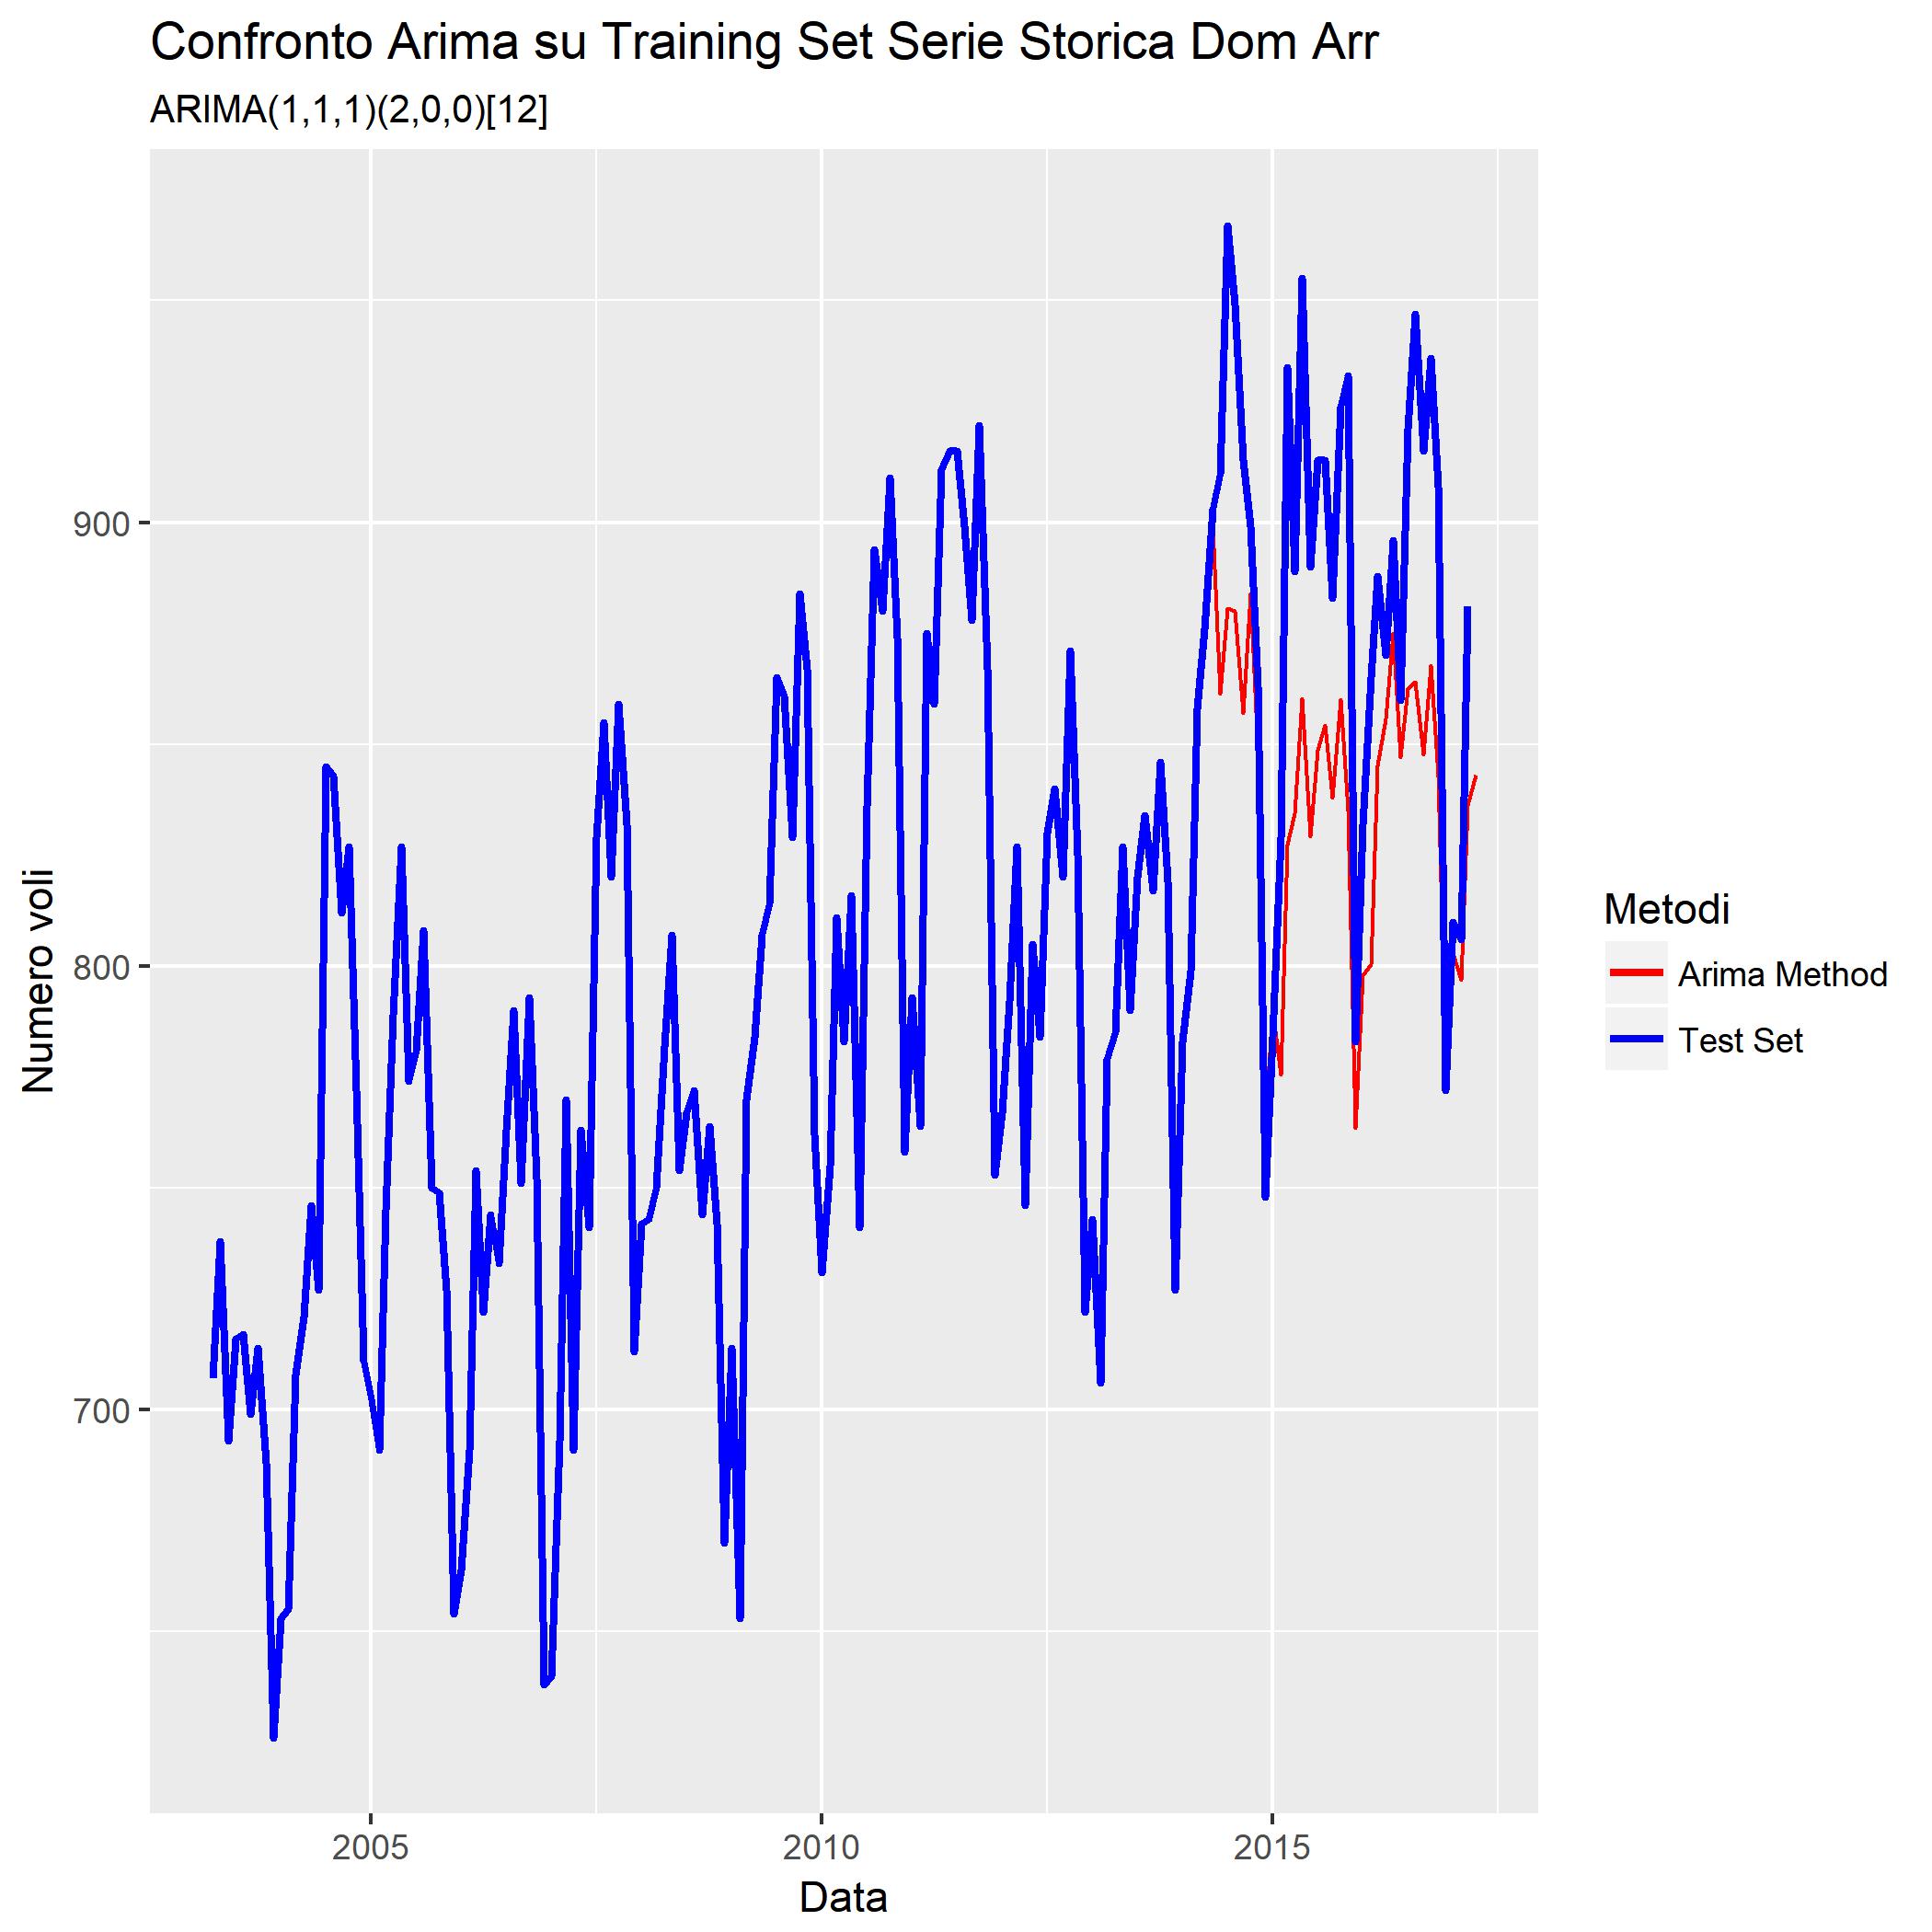 Confronto Arima su Training Set Serie Storica Dom Arr
ARIMA(1,1,1)(2,0,0)[12]
900
800
700
Numero voli
2005
2010
2015
Data
Metodi
Arima Method
Test Set